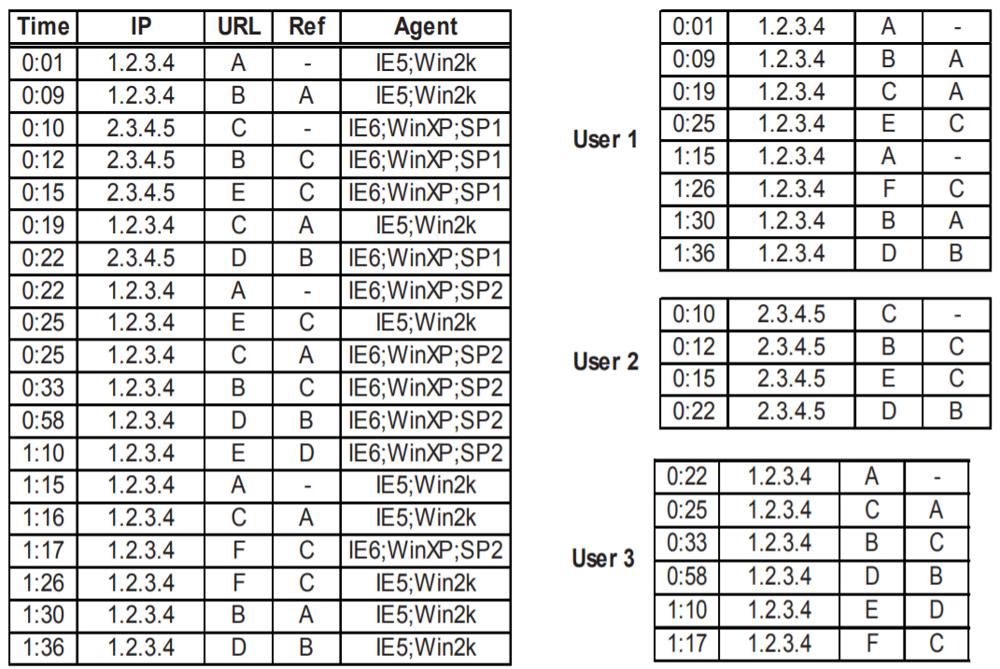 Time IP URL Ref Agent
0:01 1.2.3.4 A - IE5;Win2k
0:09 1.2.3.4 B A IE5;Win2k
0:10 2.3.4.5 C - IE6;WinXP;SP1
0:12 2.3.4.5 B C IE6;WinXP;SP1
0:15 2.3.4.5 E C IE6;WinXP;SP1
0:19 1.2.3.4 C A IE5;Win2k
0:22 2.3.4.5 D B IE6;WinXP;SP1
0:22 1.2.3.4 A - IE6;WinXP;SP2
0:25 1.2.3.4 E C IE5;Win2k
0:25 1.2.3.4 C A IE6;WinXP;SP2
0:33 1.2.3.4 B C IE6;WinXP;SP2
0:58 1.2.3.4 D B IE6;WinXP;SP2
1:10 1.2.3.4 E D IE6;WinXP;SP2
1:15 1.2.3.4 A - IE5;Win2k
1:16 1.2.3.4 C A IE5;Win2k
1:17 1.2.3.4 F C IE6;WinXP;SP2
1:26 1.2.3.4 F C IE5;Win2k
1:30 1.2.3.4 B A IE5;Win2k
1:36 1.2.3.4 D B IE5;Win2k
User 1
0:01 1.2.3.4 A -
0:09 1.2.3.4 B A
0:19 1.2.3.4 C A
0:25 1.2.3.4 E C
1:15 1.2.3.4 A -
1:26 1.2.3.4 F C
1:30 1.2.3.4 B A
1:36 1.2.3.4 D B
User 2
0:10 2.3.4.5 C -
0:12 2.3.4.5 B C
0:15 2.3.4.5 E C
0:22 2.3.4.5 D B
User 3
0:22 1.2.3.4 A -
0:25 1.2.3.4 C A
0:33 1.2.3.4 B C
0:58 1.2.3.4 D B
1:10 1.2.3.4 E D
1:17 1.2.3.4 F C